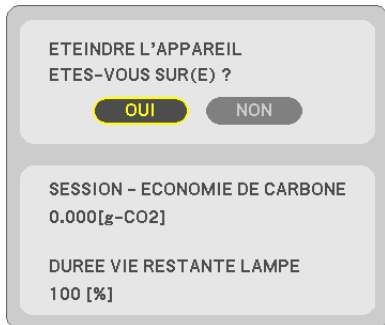 ETEINDRE L'APPAREIL
ETES-VOUS SUR(E) ?
OUI
NON
SESSION - ECONOMIE DE CARBONE
0.000[g-CO2]
DUREE VIE RESTANTE LAMPE
100 [%]